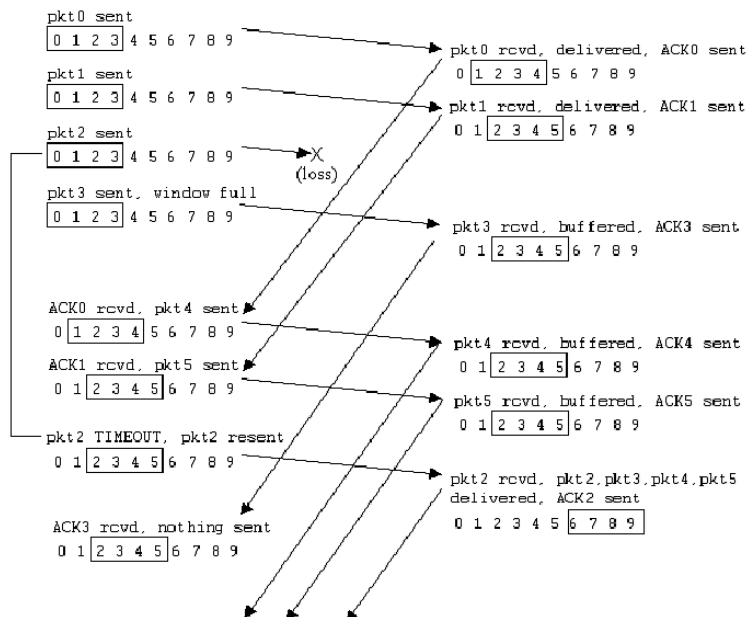 pkt0 sent
0 1 2 3 4 5 6 7 8 9
pkt1 sent
0 1 2 3 4 5 6 7 8 9
pkt2 sent
0 1 2 3 4 5 6 7 8 9
X
(loss)
pkt3 sent, window full
0 1 2 3 4 5 6 7 8 9
ACK0 rcvd, pkt4 sent
0 1 2 3 4 5 6 7 8 9
ACK1 rcvd, pkt5 sent
0 1 2 3 4 5 6 7 8 9
pkt2 TIMEOUT, pkt2 resent
0 1 2 3 4 5 6 7 8 9
ACK3 rcvd, nothing sent
0 1 2 3 4 5 6 7 8 9
pkt0 rcvd, delivered, ACK0 sent
0 1 2 3 4 5 6 7 8 9
pkt1 rcvd, delivered, ACK1 sent
0 1 2 3 4 5 6 7 8 9
pkt3 rcvd, buffered, ACK3 sent
0 1 2 3 4 5 6 7 8 9
pkt4 rcvd, buffered, ACK4 sent
0 1 2 3 4 5 6 7 8 9
pkt5 rcvd, buffered, ACK5 sent
0 1 2 3 4 5 6 7 8 9
pkt2 rcvd, pkt2,pkt3,pkt4,pkt5
delivered, ACK2 sent
0 1 2 3 4 5 6 7 8 9